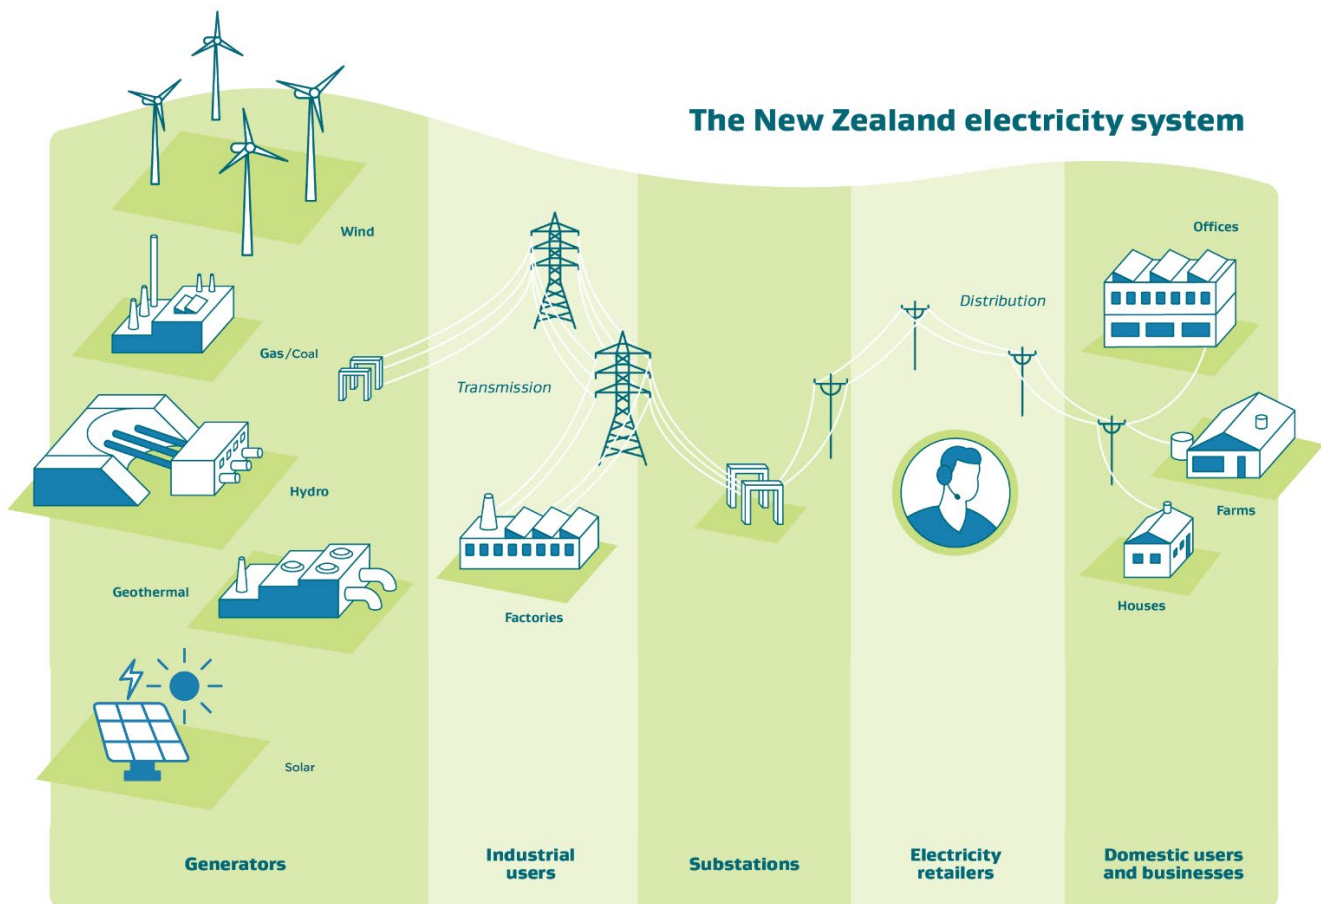 The New Zealand electricity system
Wind
Gas/Coal
Hydro
Geothermal
Solar
Transmission
Factories
Distribution
Offices
Farms
Houses
Generators
Industrial
users
Substations
Electricity
retailers
Domestic users
and businesses